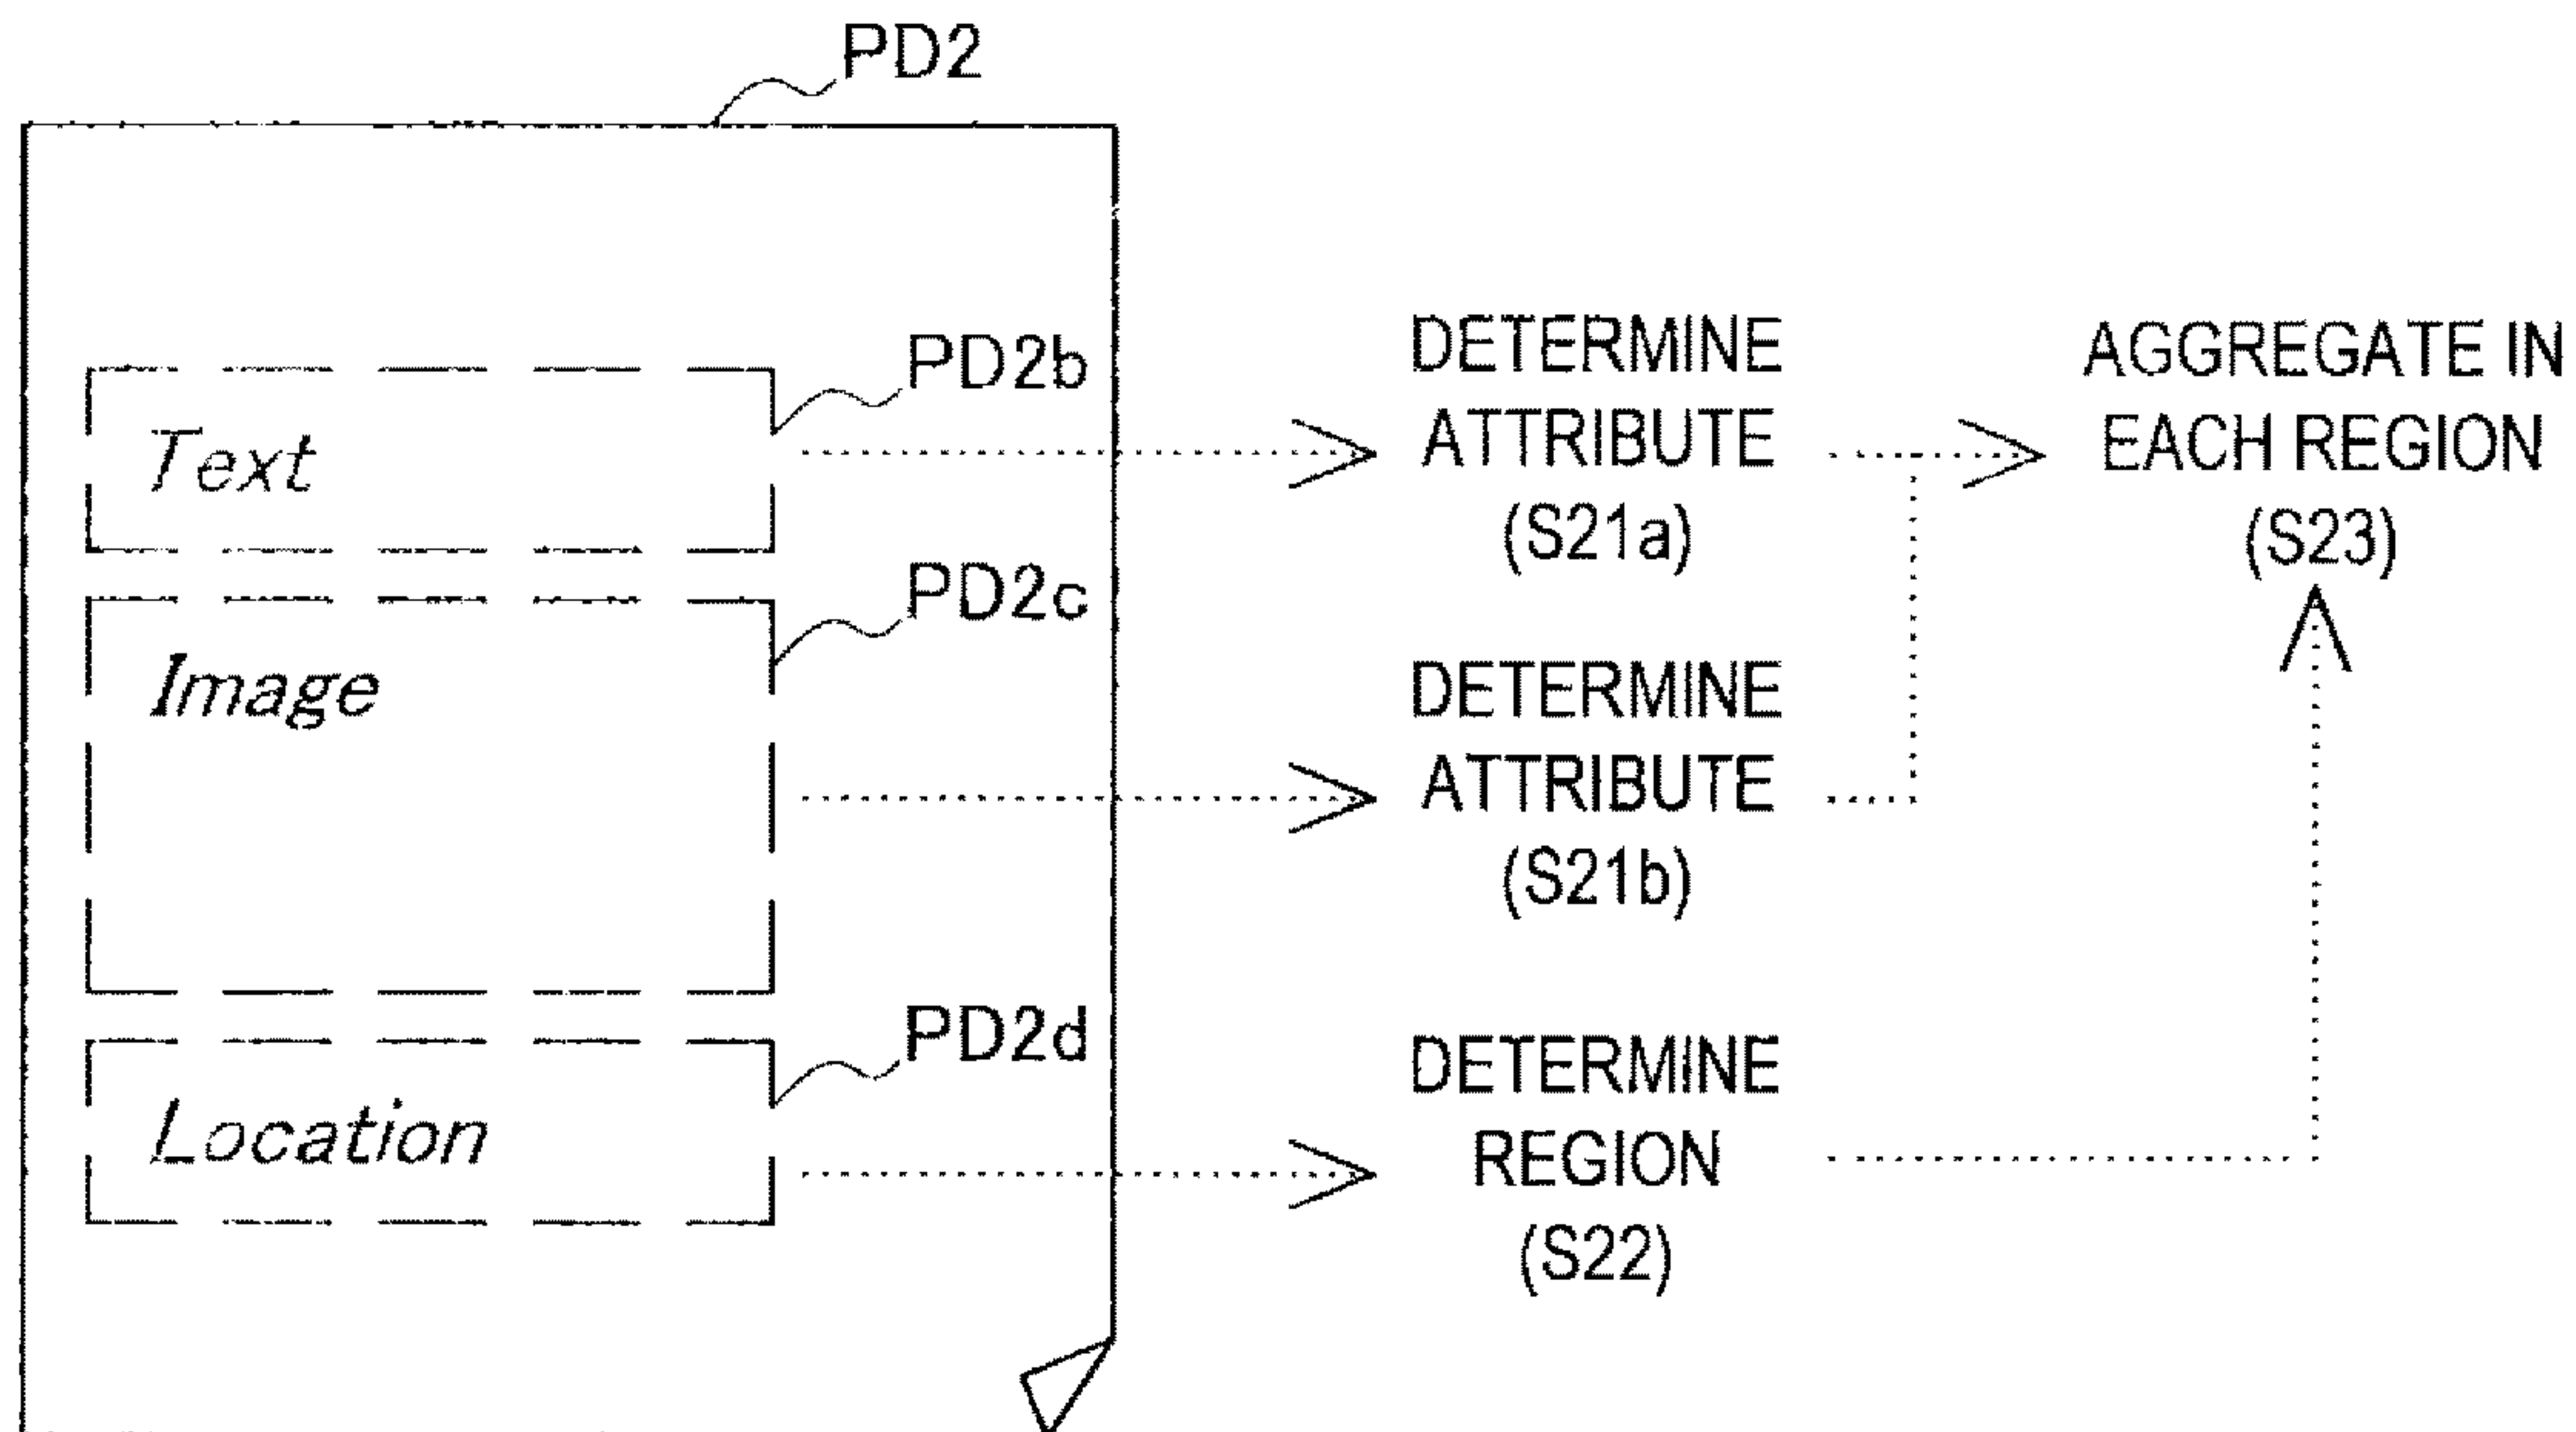 PD2
PD2b
Text
DETERMINE
ATTRIBUTE
(S21a)
AGGREGATE IN
EACH REGION
(S23)
PD2c
Image
DETERMINE
ATTRIBUTE
(S21b)
PD2d
Location
DETERMINE
REGION
(S22)